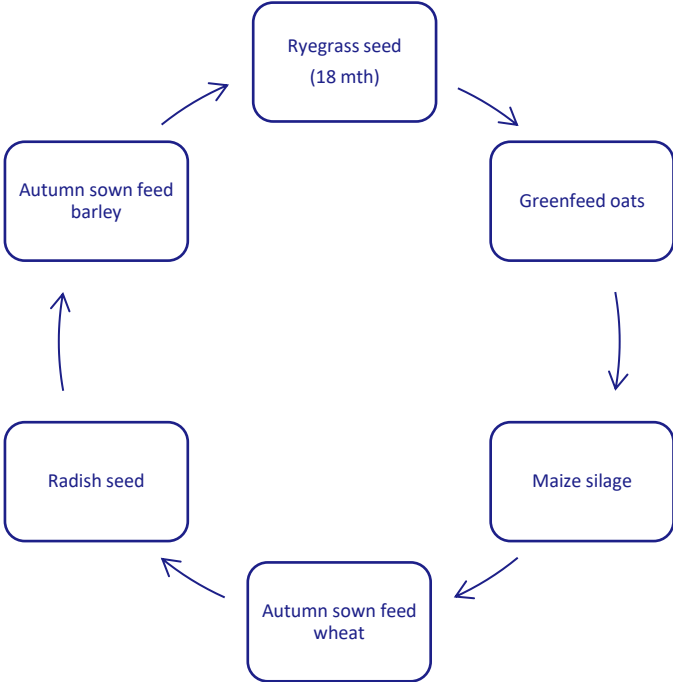 Ryegrass seed
(18 mth)
Greenfeed oats
Maize silage
Autumn sown feed
wheat
Radish seed
Autumn sown feed
barley